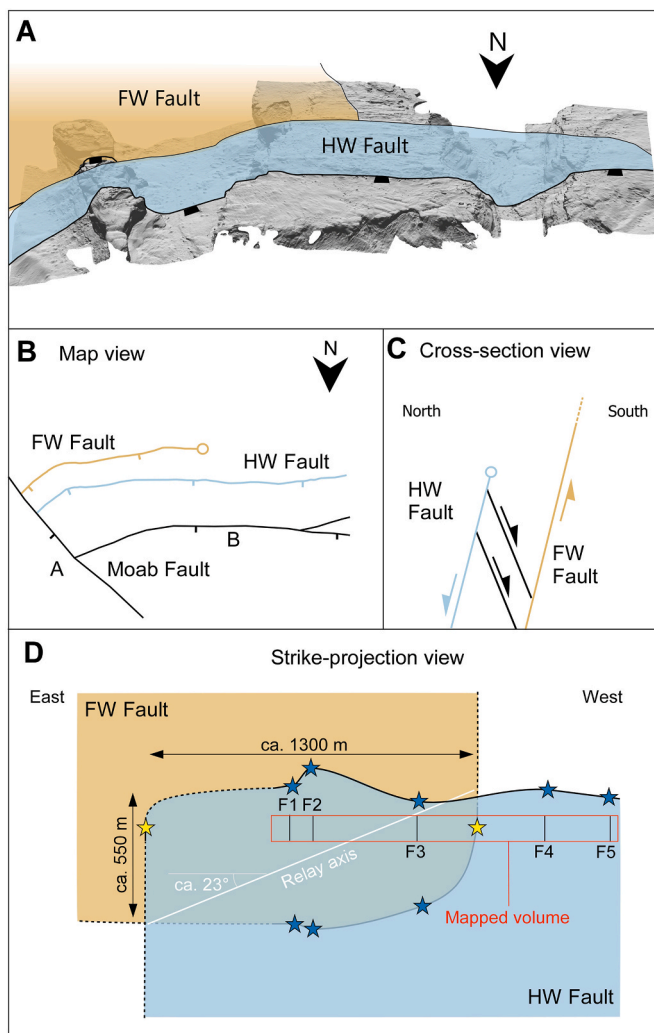 A
N
FW Fault
HW Fault
B
Map view
N
FW Fault
HW Fault
B
A
Moab Fault
C
Cross-section view
North
South
HW
Fault
FW
Fault
D
Strike-projection view
East
West
FW Fault
ca. 1300 m
F1 F2
ca. 550 m
F3
F4
F5
ca. 23°
Relay axis
Mapped volume
HW Fault